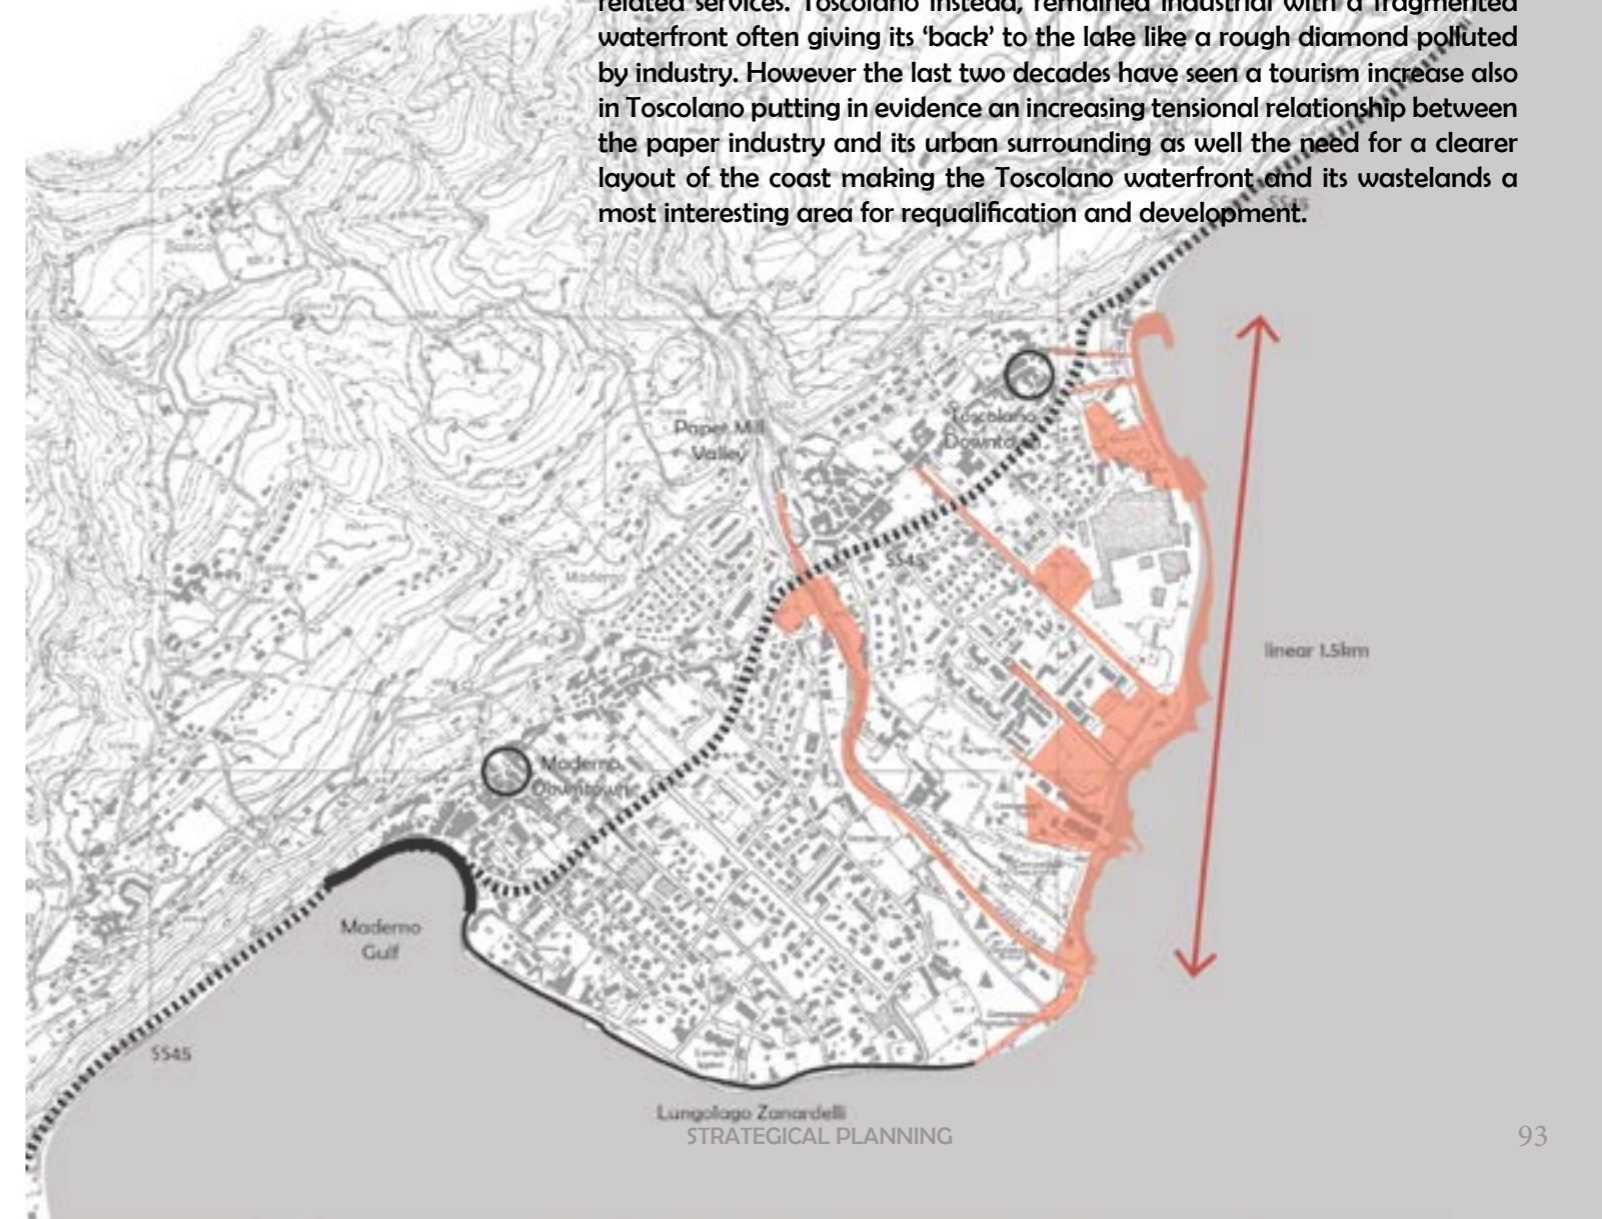 related services. Toscolano instead, remained industrial with a fragmented
waterfront often giving its ‘back’ to the lake like a rough diamond polluted
by industry. However the last two decades have seen a tourism increase also
in Toscolano putting in evidence an increasing tensional relationship between
the paper industry and its urban surrounding as well the need for a clearer
layout of the coast making the Toscolano waterfront and its wastelands a
most interesting area for requalification and development.
SS45
Toscolano
Downtown
Paper Mill
Valley
SS45
Maderno
linear 1.5km
Maderno
Downtown
Maderno
Gulf
SS45
Lungolago Zanardelli
STRATEGICAL PLANNING
93